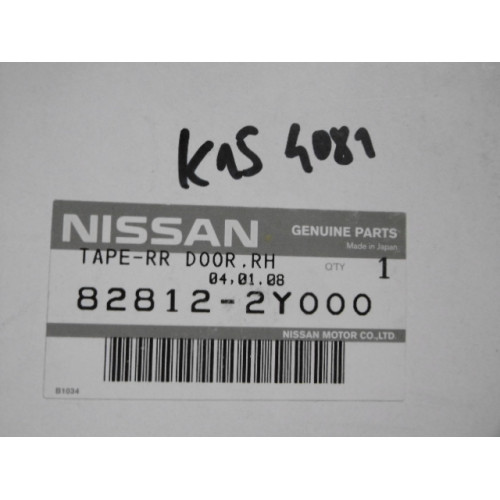 KNS 4081
NISSAN GENUINE PARTS
Made in Japan
TAPE-RR DOOR.RH Q'TY 1
04,01.08
82812-2Y000
NISSAN MOTOR CO.,LTD.
B1034